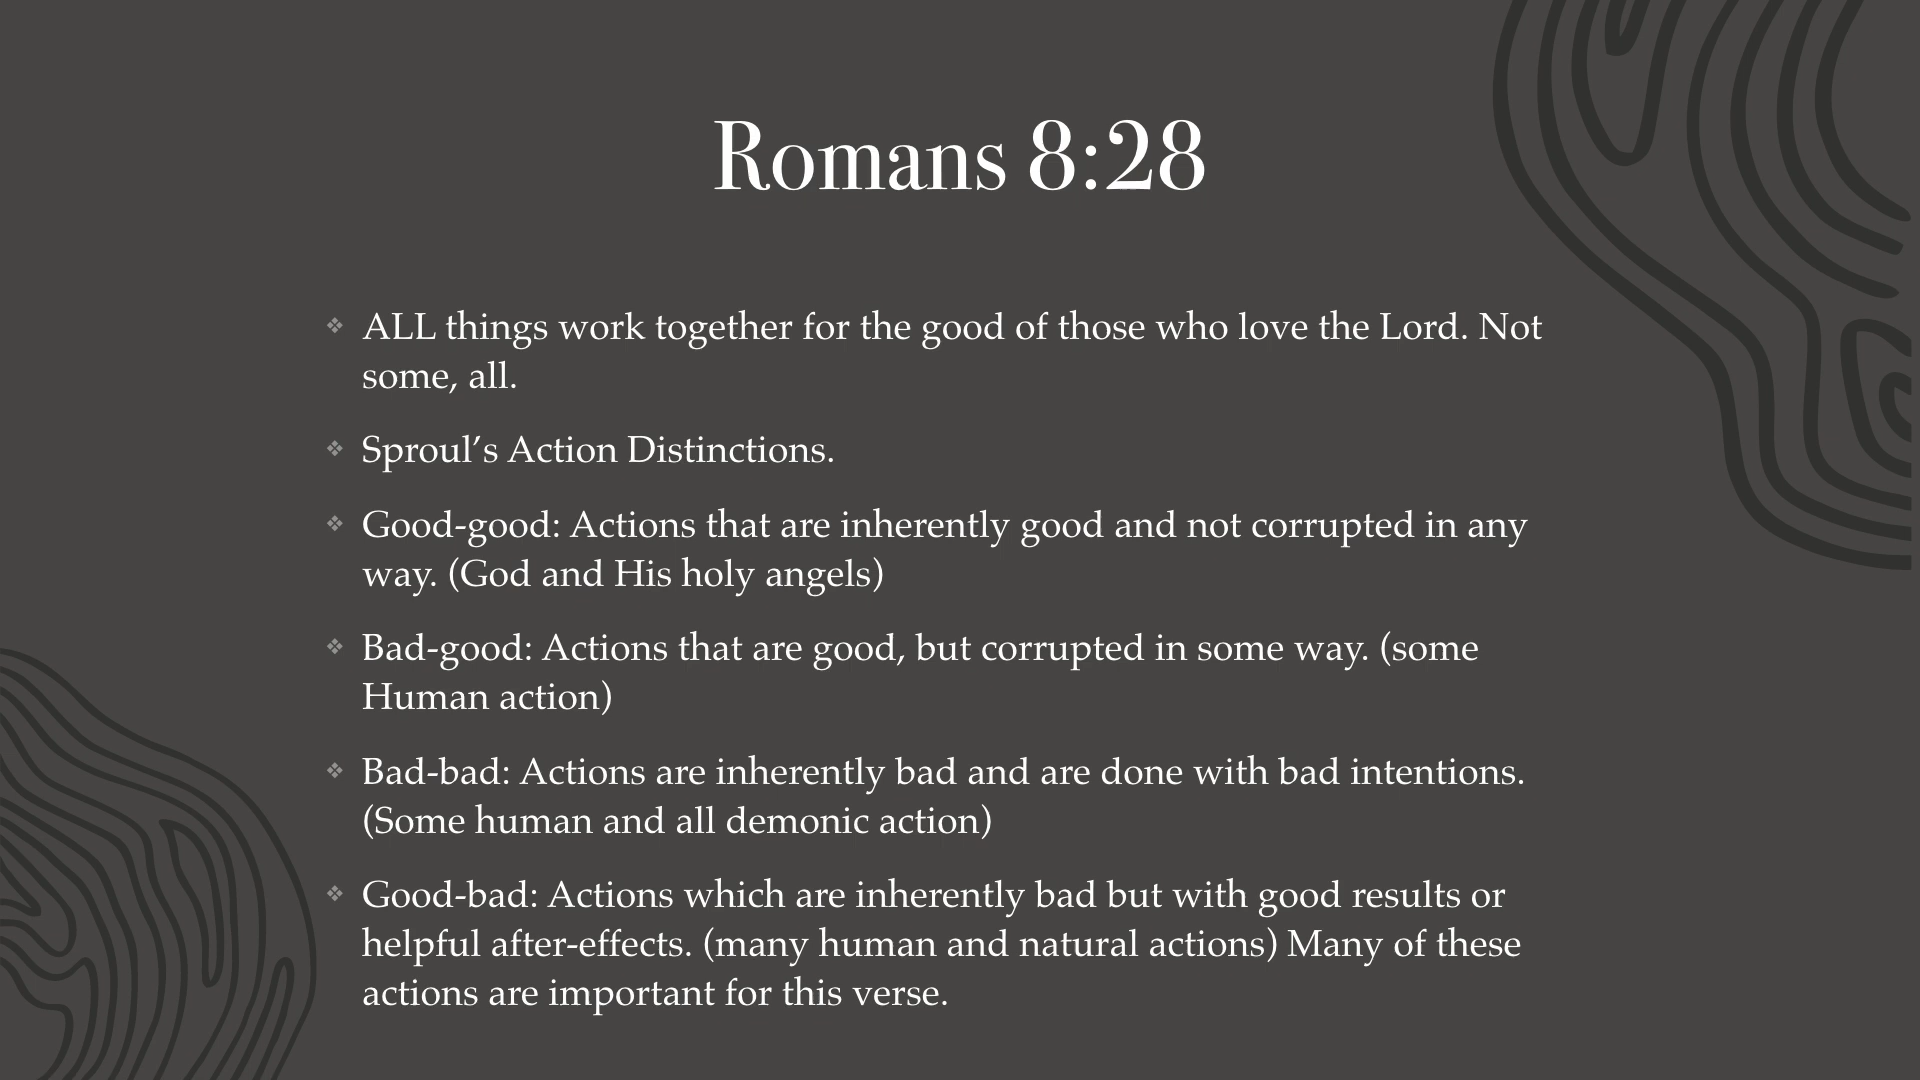 Romans 8:28
❖ ALL things work together for the good of those who love the Lord. Not
some, all.
❖ Sproul’s Action Distinctions.
❖ Good-good: Actions that are inherently good and not corrupted in any
way. (God and His holy angels)
❖ Bad-good: Actions that are good, but corrupted in some way. (some
Human action)
❖ Bad-bad: Actions are inherently bad and are done with bad intentions.
(Some human and all demonic action)
❖ Good-bad: Actions which are inherently bad but with good results or
helpful after-effects. (many human and natural actions) Many of these
actions are important for this verse.